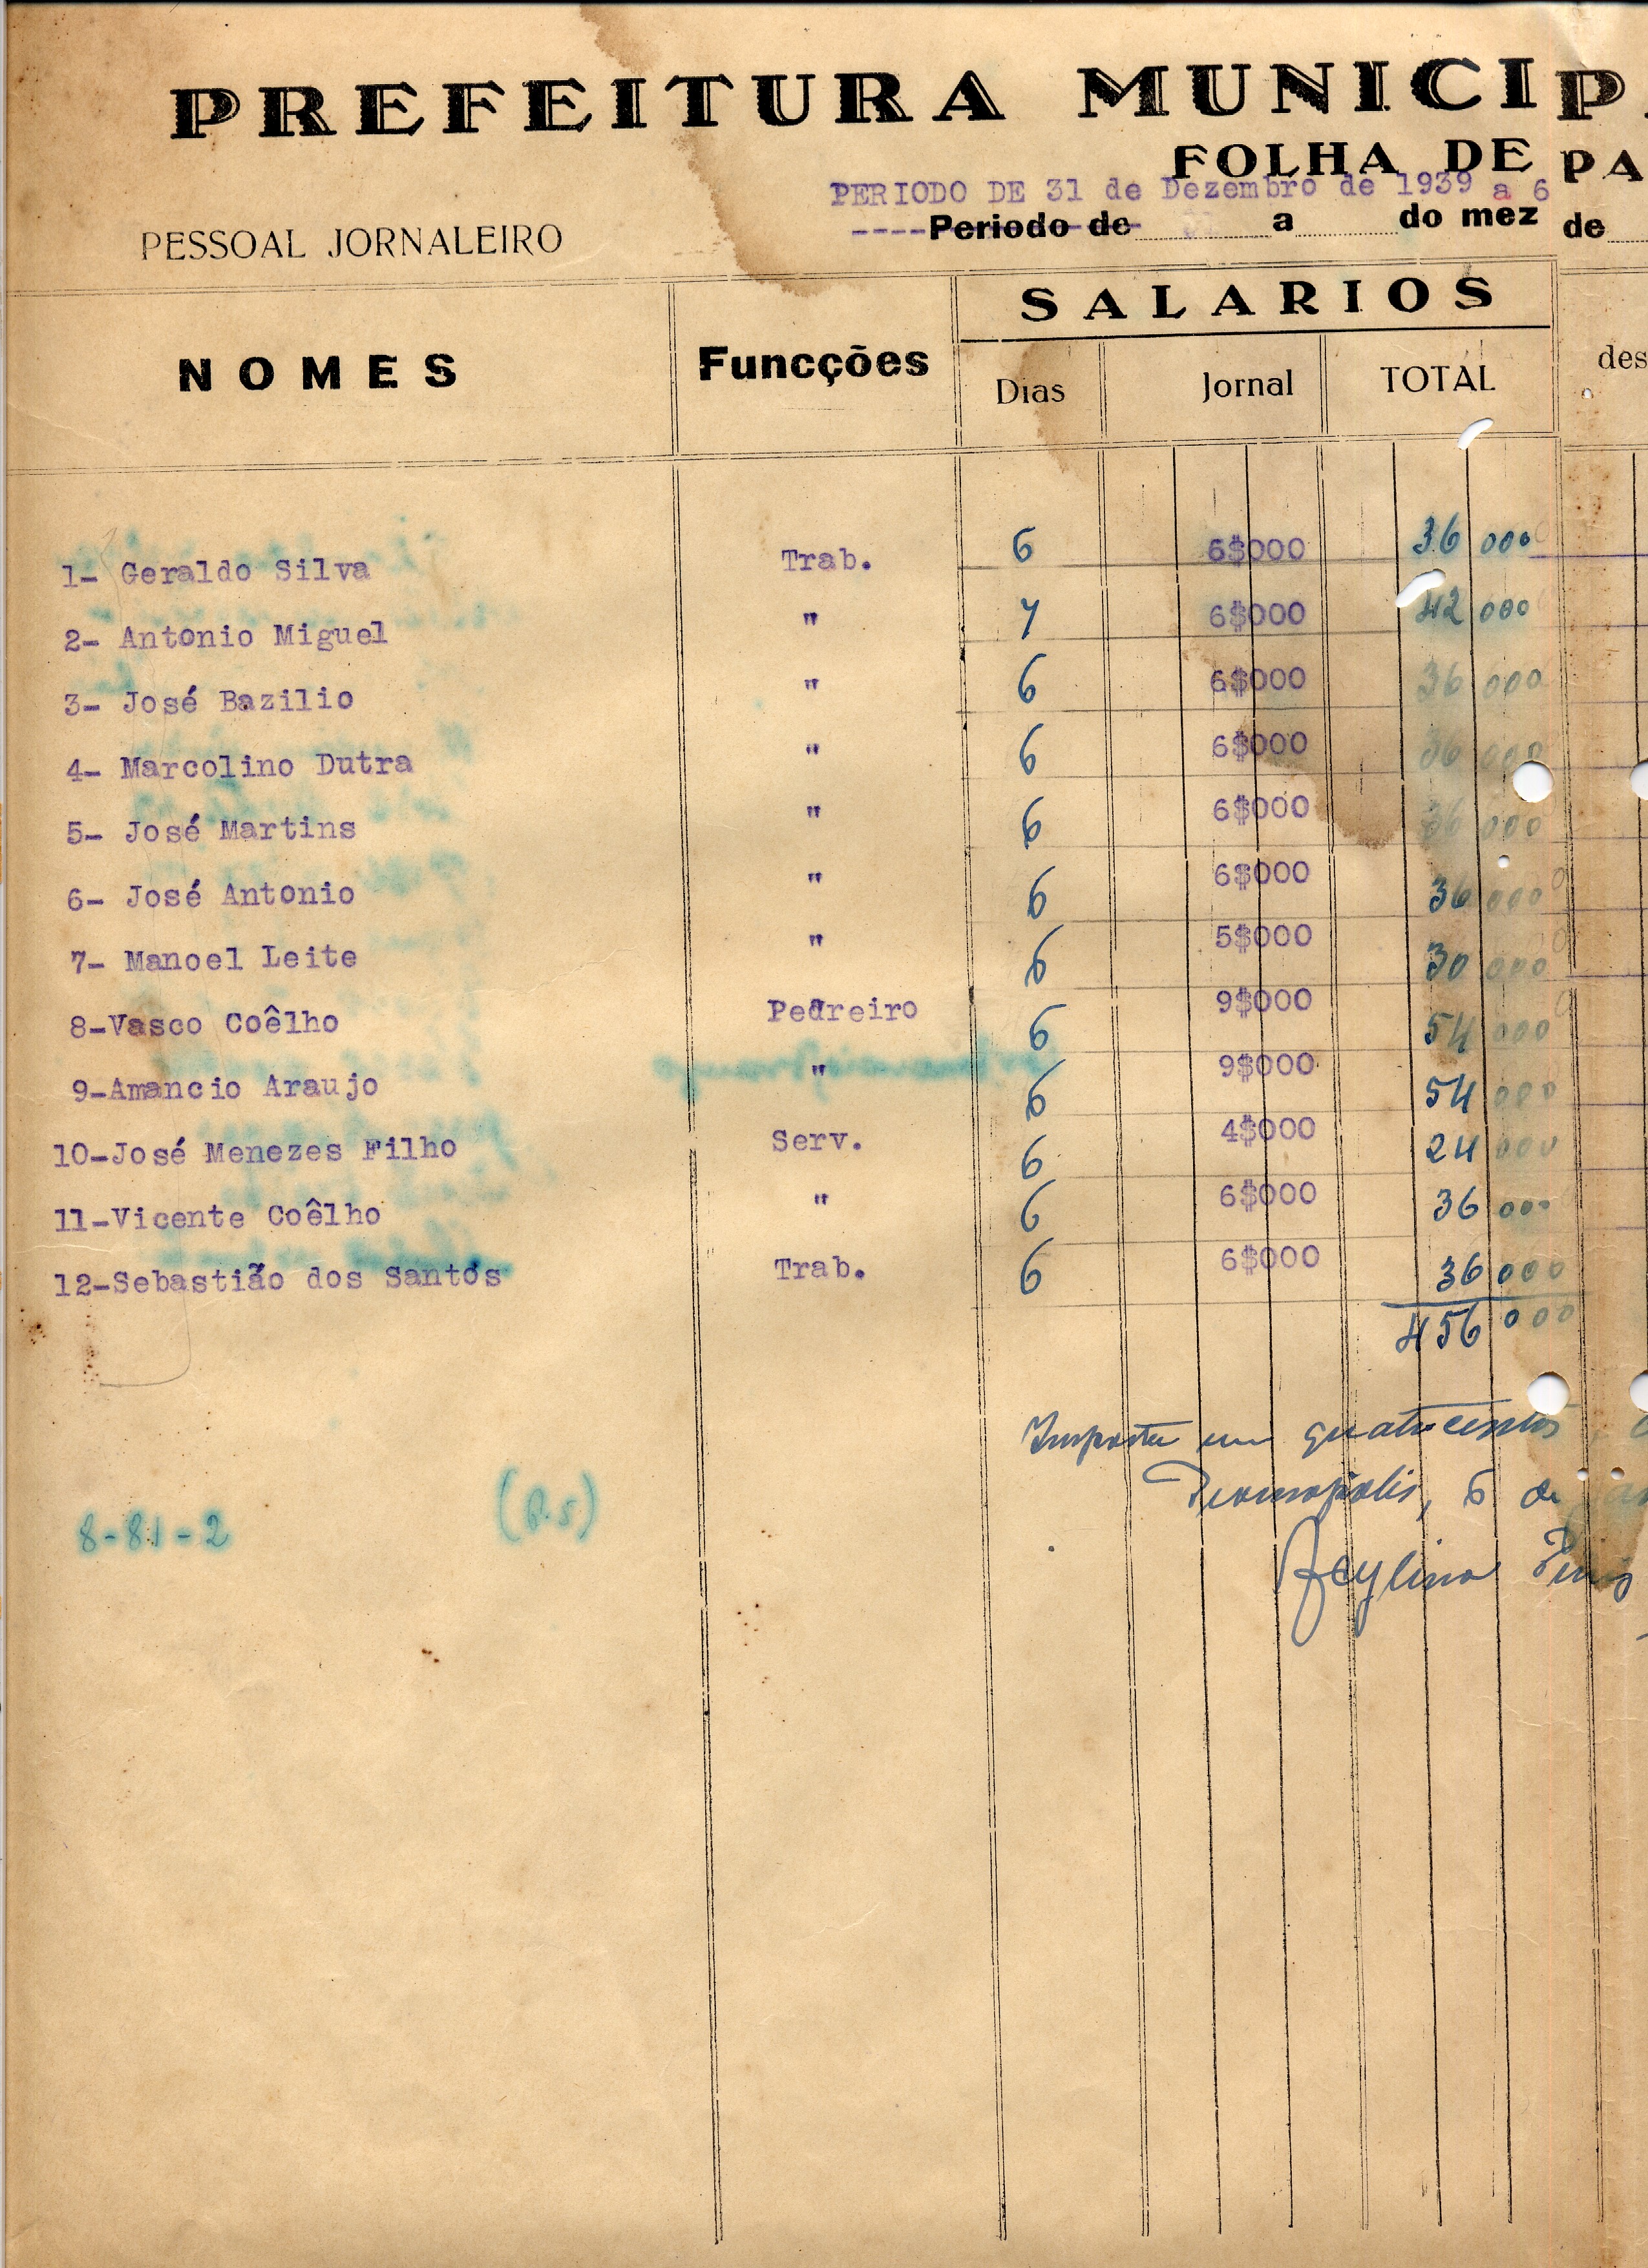 PREFEITURA MUNICIP
FOLHA DE PA
PERIODO DE 31 de Dezembro de 1939 a 6
----Periodo de a do mez de
PESSOAL JORNALEIRO
SALARIOS
NOMES Funcções Dias Jornal TOTAL des
1- Geraldo Silva Trab. 6 6$000 36 000
2- Antonio Miguel " 7 6$000 42 000
3- José Bazilio " 6 6$000 36 000
4- Marcolino Dutra " 6 6$000 36 000
5- José Martins " 6 6$000 36 000
6- José Antonio " 6 6$000 36 000
7- Manoel Leite " 6 5$000 30 000
8-Vasco Coêlho Pedreiro 6 9$000 54 000
9-Amancio Araujo " 6 9$000 54 000
10-José Menezes Filho Serv. 6 4$000 24 000
11-Vicente Coêlho " 6 6$000 36 000
12-Sebastião dos Santos Trab. 6 6$000 36 000
456 000
Importa em quatrocentos
6 de
8-81-2